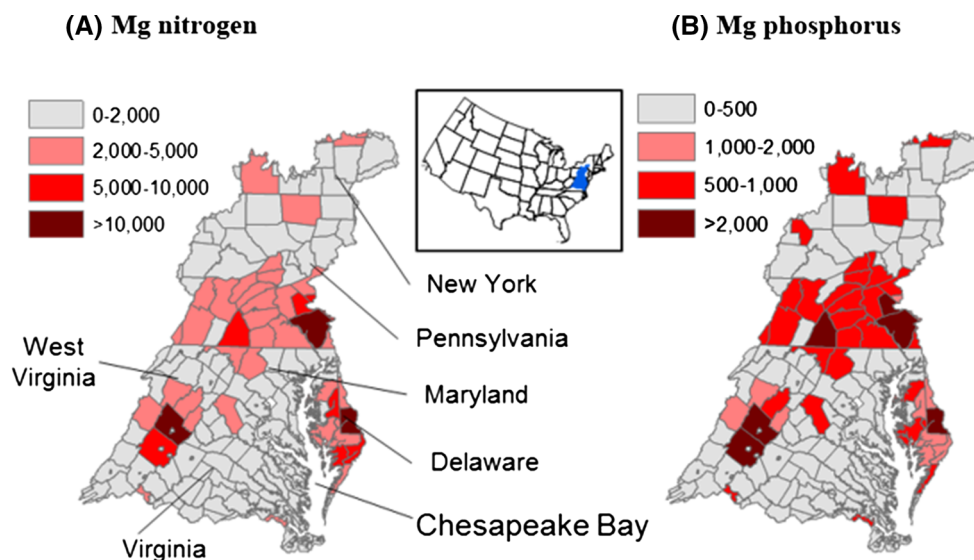 (A) Mg nitrogen
0-2,000
2,000-5,000
5,000-10,000
>10,000
(B) Mg phosphorus
0-500
1,000-2,000
500-1,000
>2,000
New York
Pennsylvania
West
Virginia
Maryland
Delaware
Chesapeake Bay
Virginia